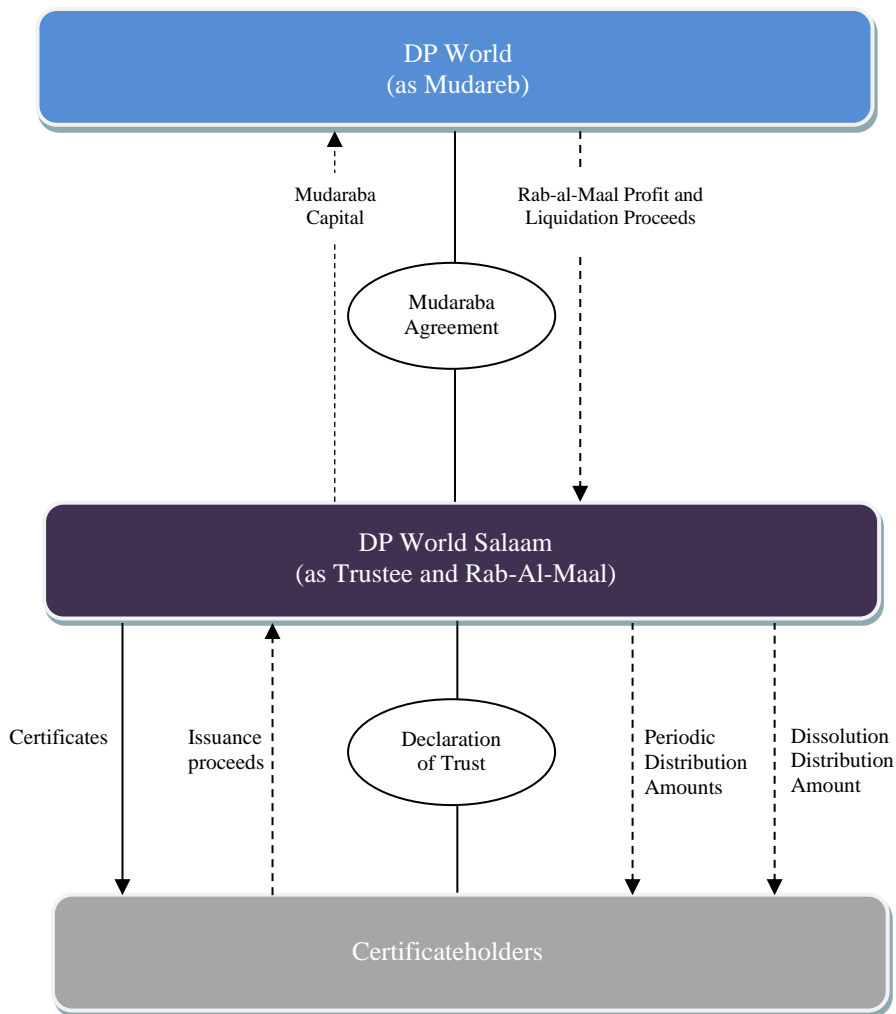 DP World
(as Mudareb)
Mudaraba
Capital
Rab-al-Maal Profit and
Liquidation Proceeds
Mudaraba
Agreement
DP World Salaam
(as Trustee and Rab-Al-Maal)
Certificates
Issuance
proceeds
Declaration
of Trust
Periodic
Distribution
Amounts
Dissolution
Distribution
Amount
Certificateholders